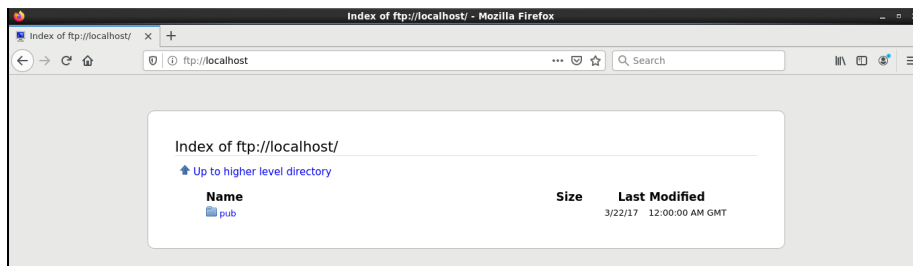 Index of ftp://localhost/ - Mozilla Firefox
Index of ftp://localhost/
ftp://localhost
Search
Index of ftp://localhost/
Up to higher level directory
Name Size Last Modified
pub 3/22/17 12:00:00 AM GMT